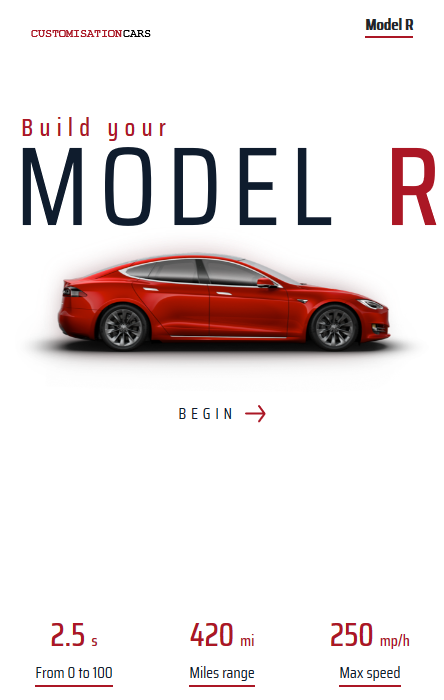 CUSTOMISATIONCARS
Model R
Build your
MODEL R
BEGIN
2.5 s
420 mi
250 mp/h
From 0 to 100
Miles range
Max speed